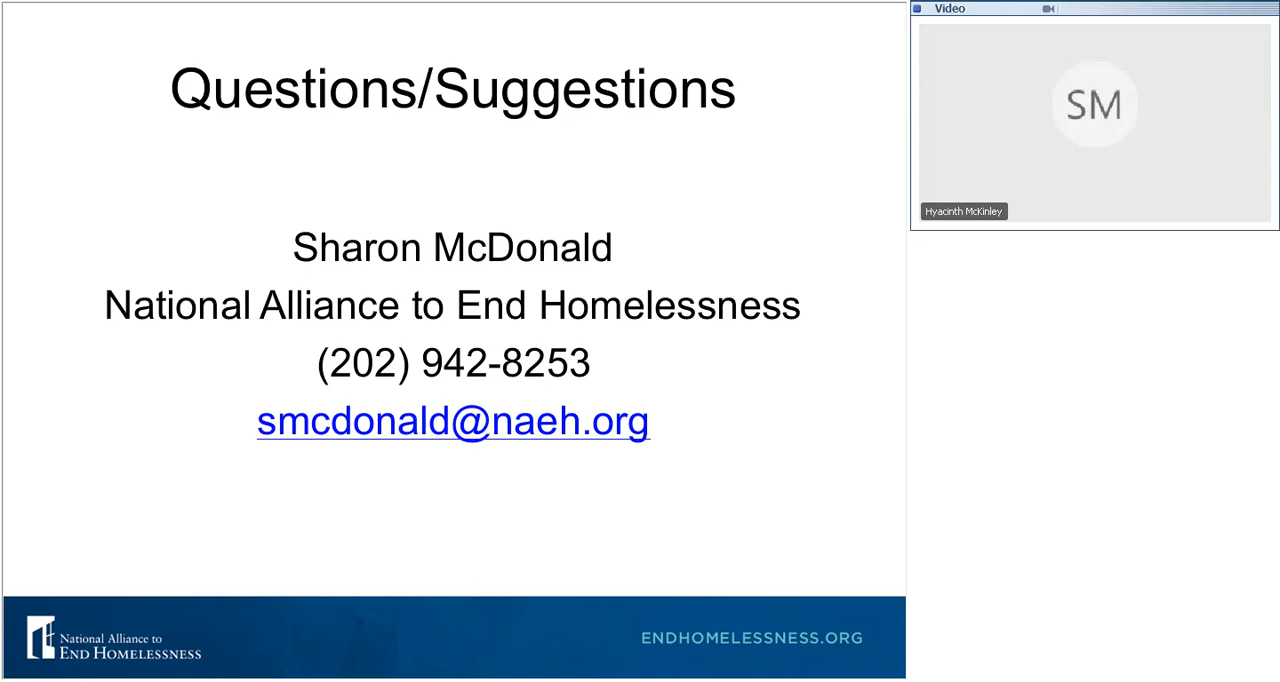 Questions/Suggestions
Sharon McDonald
National Alliance to End Homelessness
(202) 942-8253
smcdonald@naeh.org
National Alliance to
END HOMELESSNESS
ENDHOMELESSNESS.ORG
Video
SM
Hyacinth McKinley